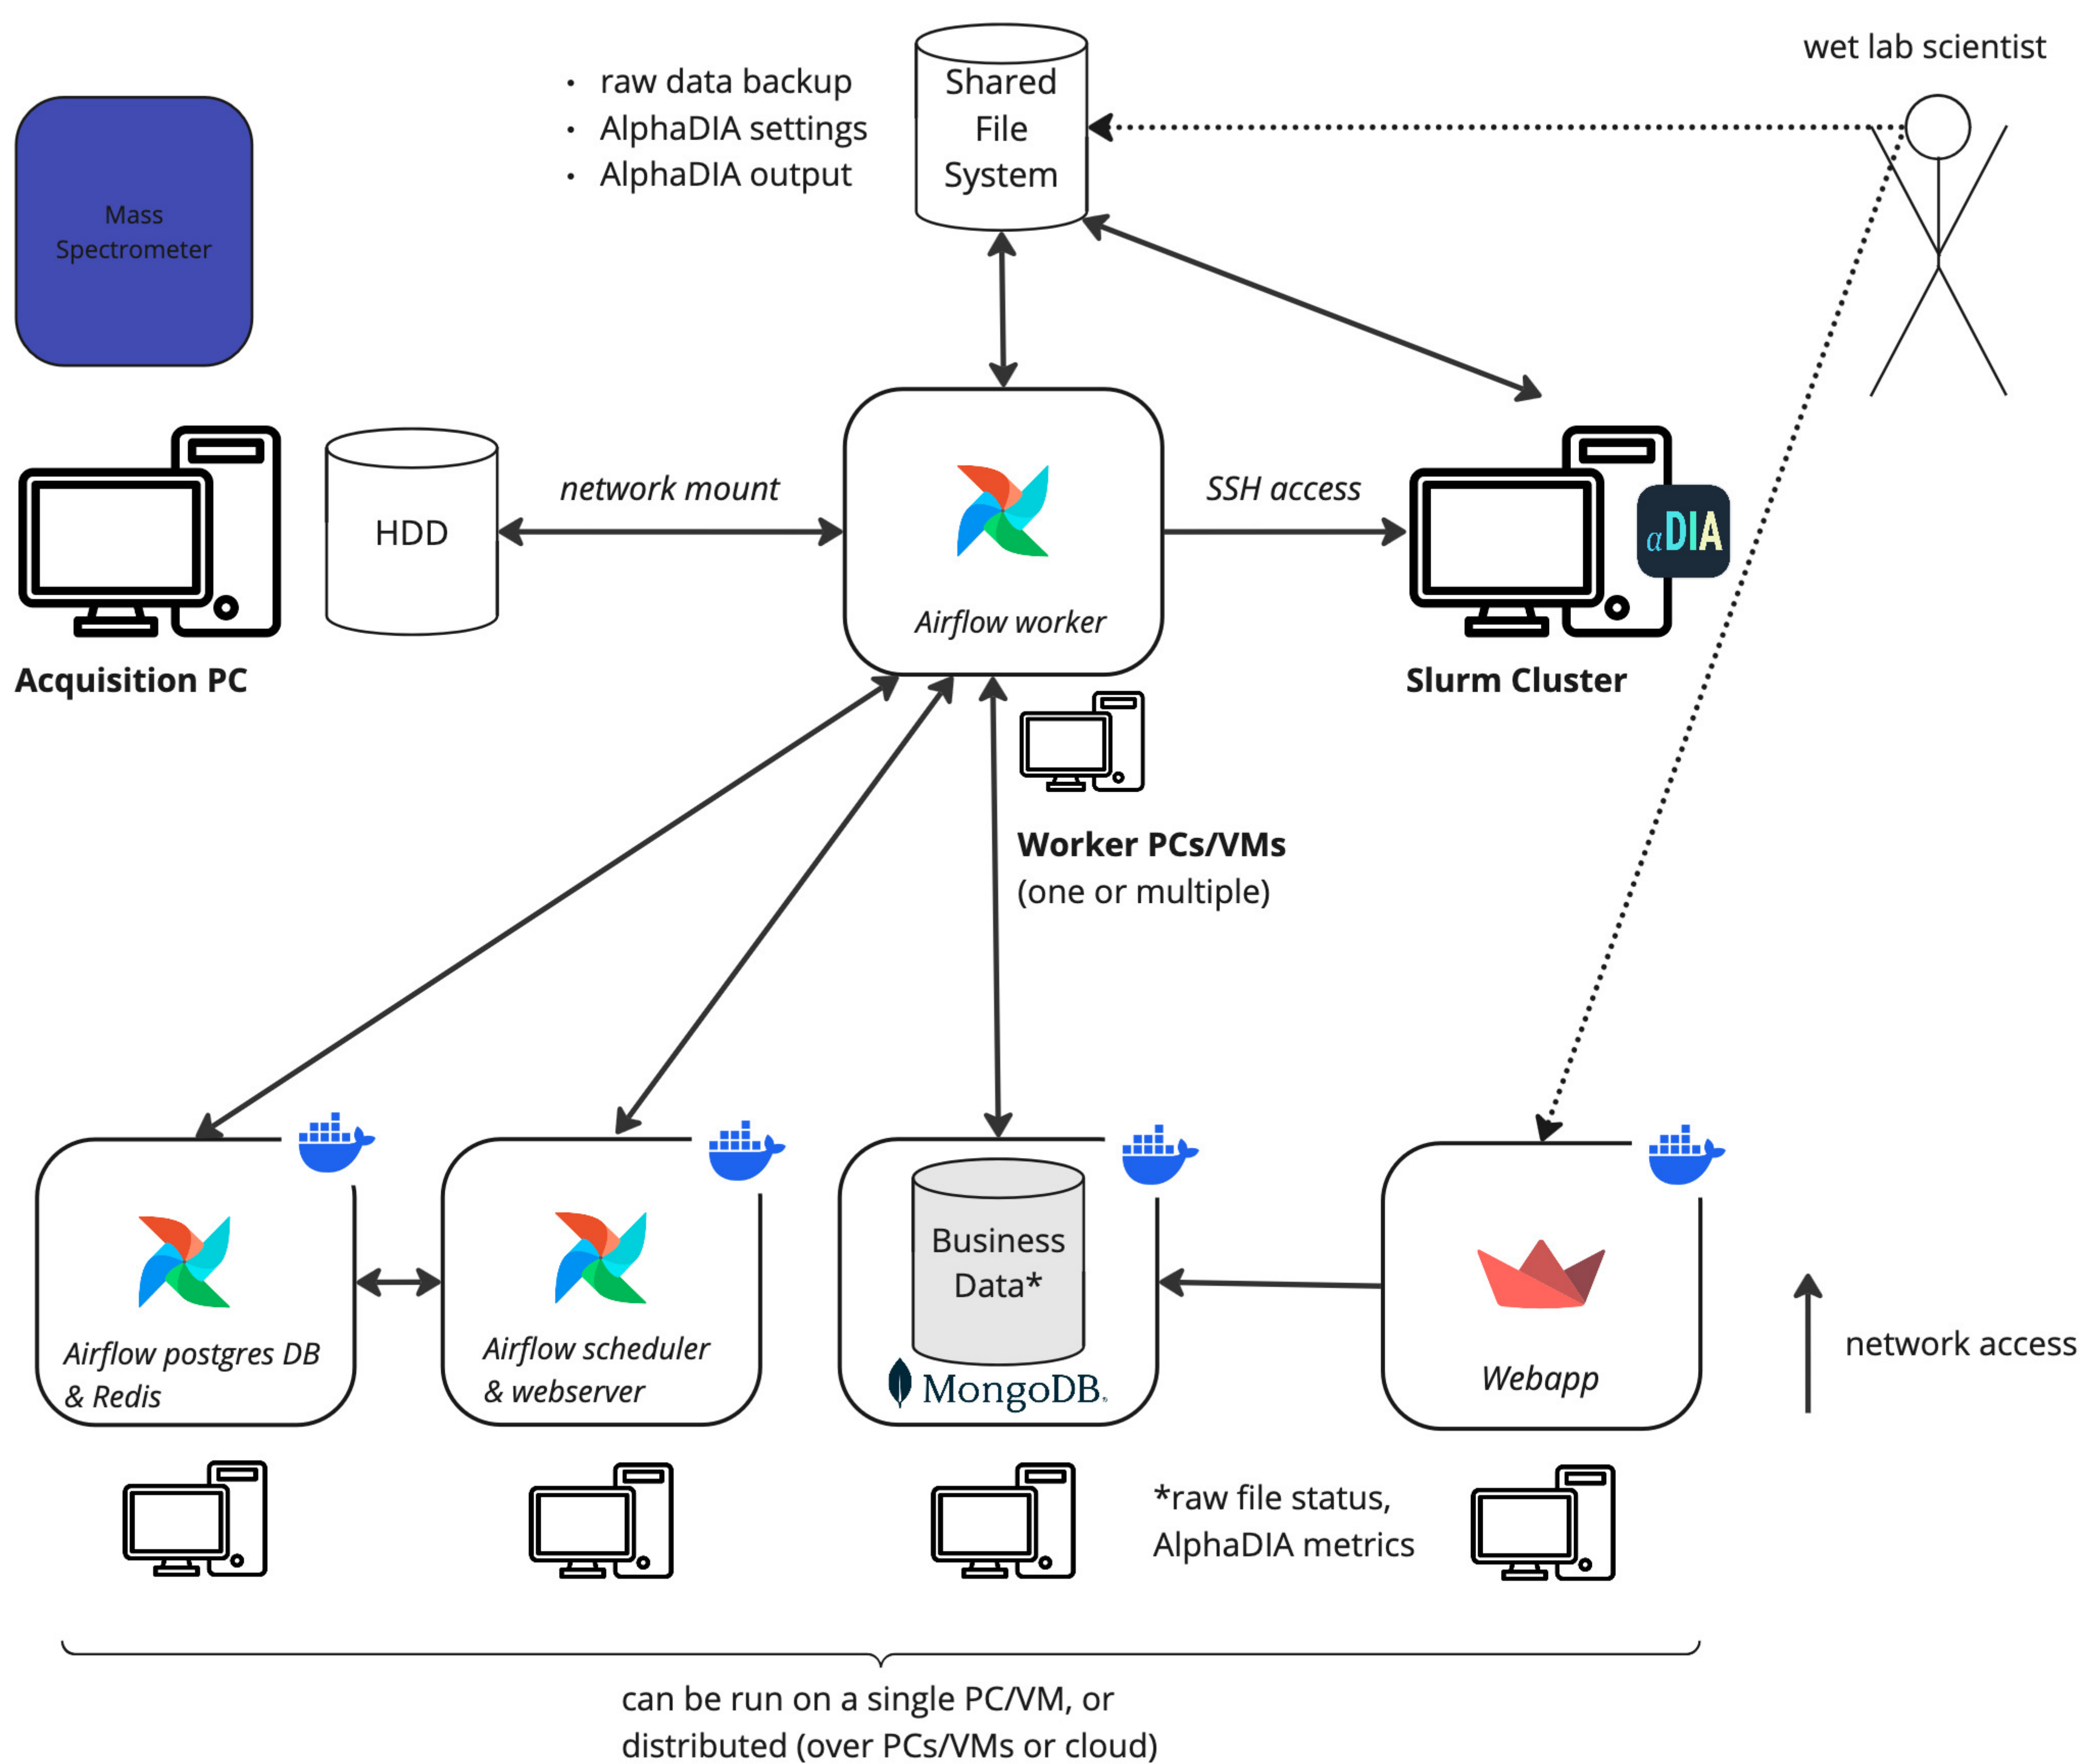 wet lab scientist
• raw data backup
• AlphaDIA settings
• AlphaDIA output
Shared
File
System
Mass
Spectrometer
HDD
network mount
Airflow worker
SSH access
αDIA
Acquisition PC
Slurm Cluster
Worker PCs/VMs
(one or multiple)
Airflow postgres DB
& Redis
Airflow scheduler
& webserver
Business
Data*
MongoDB®
Webapp
network access
*raw file status,
AlphaDIA metrics
can be run on a single PC/VM, or
distributed (over PCs/VMs or cloud)